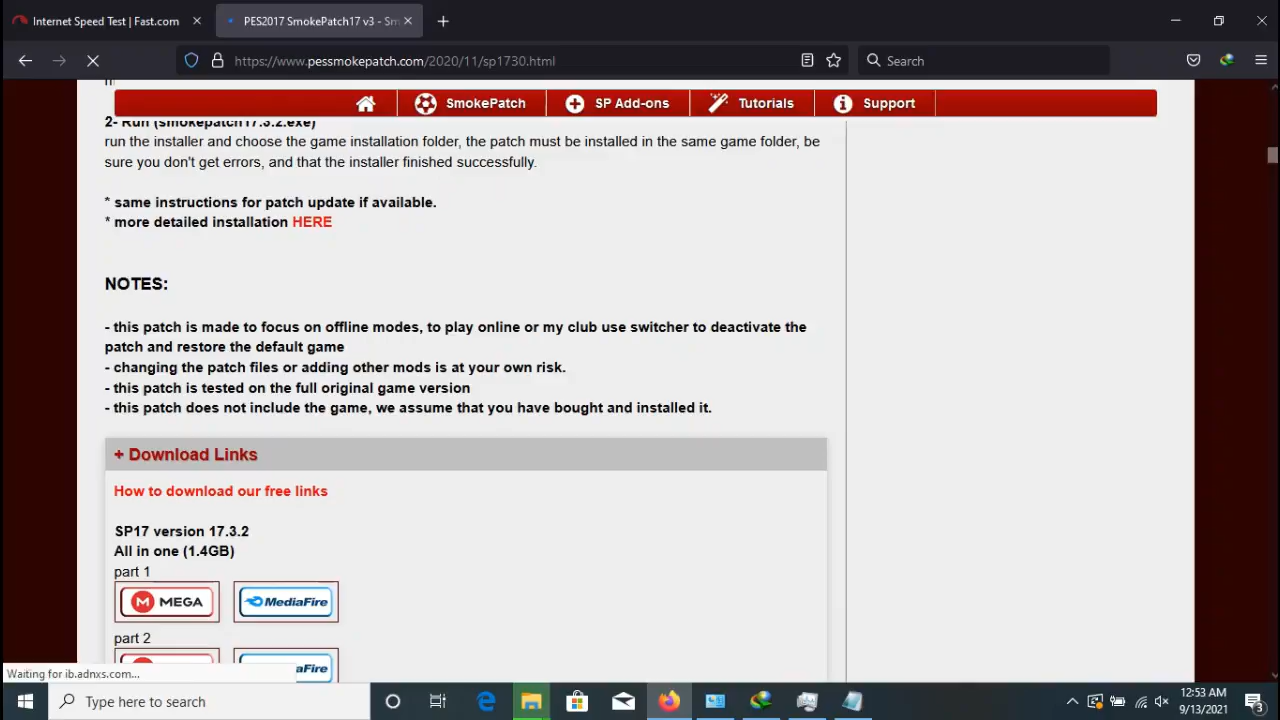 Internet Speed Test | Fast.com
PES2017 SmokePatch17 v3 - Sm
https://www.pessmokepatch.com/2020/11/sp1730.html
Search
SmokePatch
SP Add-ons
Tutorials
Support
2- Run (smokepatch17.3.2.exe)
run the installer and choose the game installation folder, the patch must be installed in the same game folder, be
sure you don't get errors, and that the installer finished successfully.
* same instructions for patch update if available.
* more detailed installation HERE
NOTES:
- this patch is made to focus on offline modes, to play online or my club use switcher to deactivate the
patch and restore the default game
- changing the patch files or adding other mods is at your own risk.
- this patch is tested on the full original game version
- this patch does not include the game, we assume that you have bought and installed it.
+ Download Links
How to download our free links
SP17 version 17.3.2
All in one (1.4GB)
part 1
M MEGA
MediaFire
part 2
aFire
Waiting for ib.adnxs.com...
Type here to search
12:53 AM
9/13/2021
3